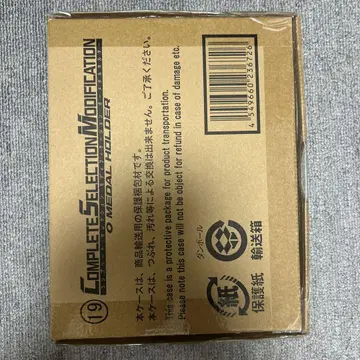 19 COMPLETE SELECTION MODIFICATION
O MEDAL HOLDER
本ケースは、商品輸送用の保護梱包材です。
本ケースは、つぶれ、汚れ等による交換は出来ません。ご了承ください。
This case is a protective package for product transportation.
Please note this case will not be object for refund in case of damage etc.
4 549660 236726
ダンボール
輸送箱
紙
保護紙